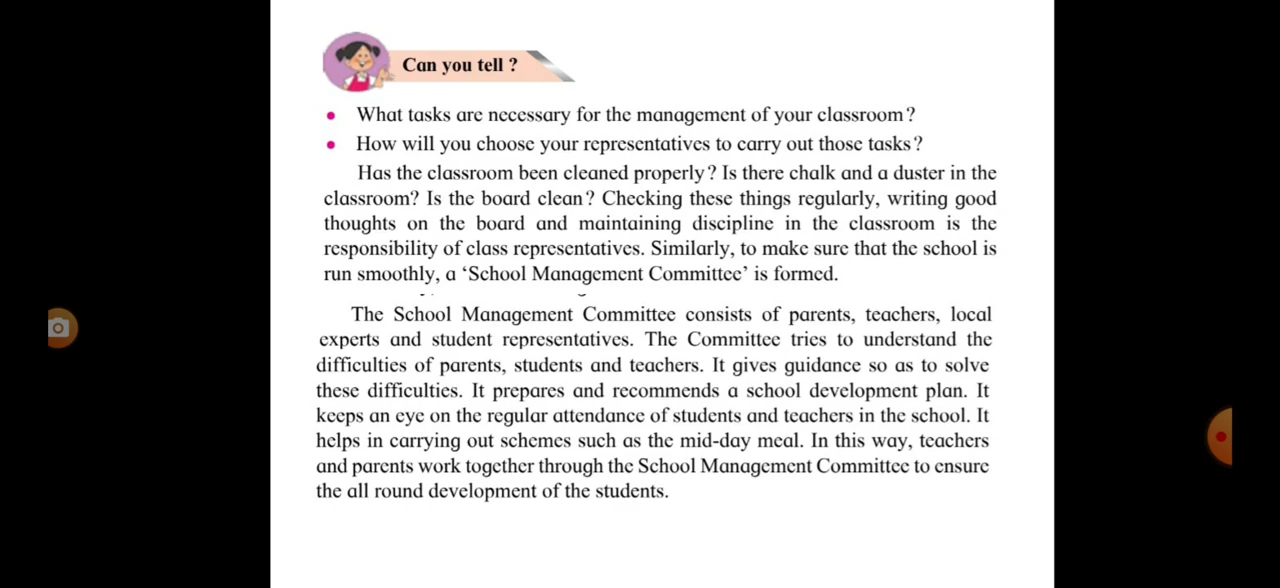 Can you tell ?
• What tasks are necessary for the management of your classroom?
• How will you choose your representatives to carry out those tasks?
Has the classroom been cleaned properly? Is there chalk and a duster in the
classroom? Is the board clean? Checking these things regularly, writing good
thoughts on the board and maintaining discipline in the classroom is the
responsibility of class representatives. Similarly, to make sure that the school is
run smoothly, a ‘School Management Committee’ is formed.
The School Management Committee consists of parents, teachers, local
experts and student representatives. The Committee tries to understand the
difficulties of parents, students and teachers. It gives guidance so as to solve
these difficulties. It prepares and recommends a school development plan. It
keeps an eye on the regular attendance of students and teachers in the school. It
helps in carrying out schemes such as the mid-day meal. In this way, teachers
and parents work together through the School Management Committee to ensure
the all round development of the students.